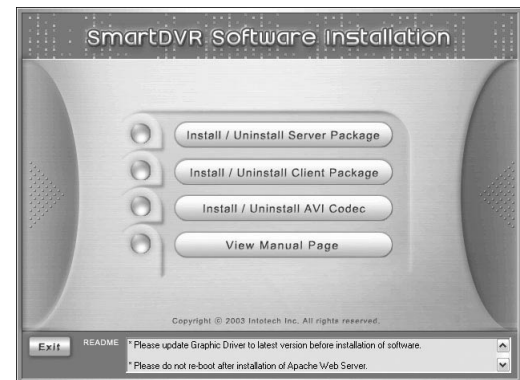 SmartDVR Software Installation
Install / Uninstall Server Package
Install / Uninstall Client Package
Install / Uninstall AVI Codec
View Manual Page
Copyright © 2003 Intotech Inc. All rights reserved.
Exit
README
* Please update Graphic Driver to latest version before installation of software.
* Please do not re-boot after installation of Apache Web Server.